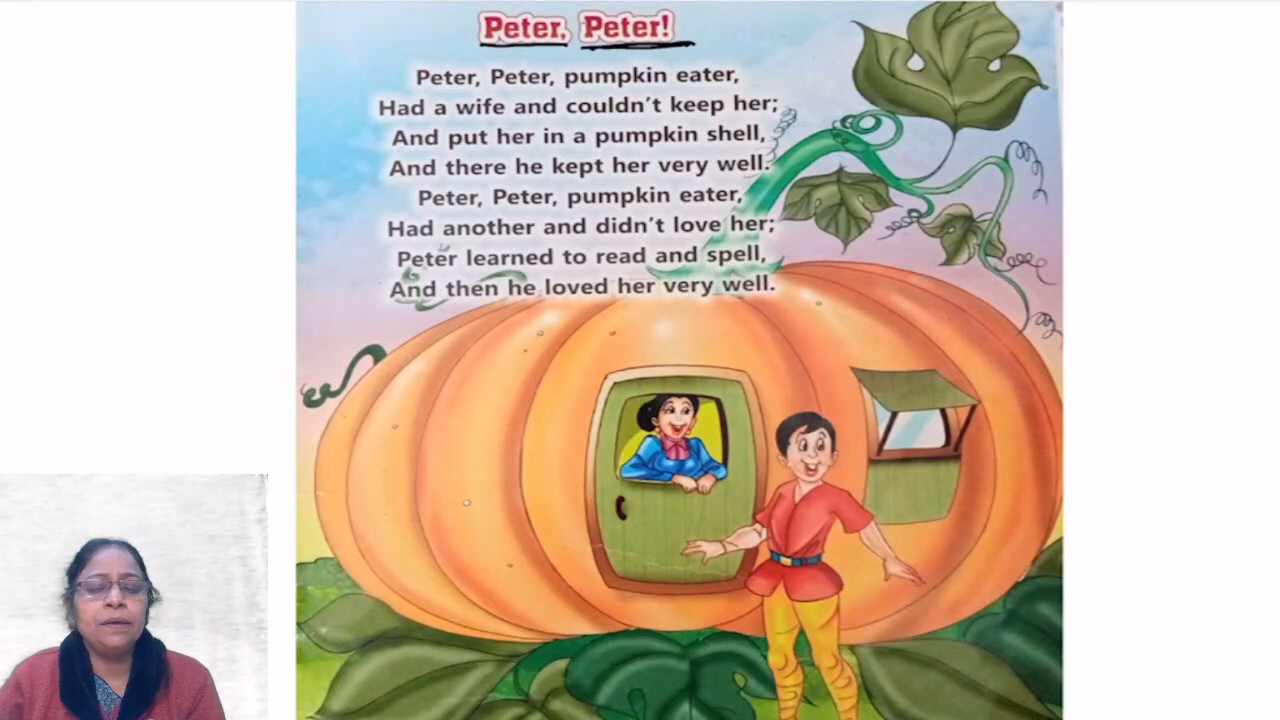 Peter, Peter!
Peter, Peter, pumpkin eater,
Had a wife and couldn't keep her;
And put her in a pumpkin shell,
And there he kept her very well.
Peter, Peter, pumpkin eater,
Had another and didn't love her;
Peter learned to read and spell,
And then he loved her very well.